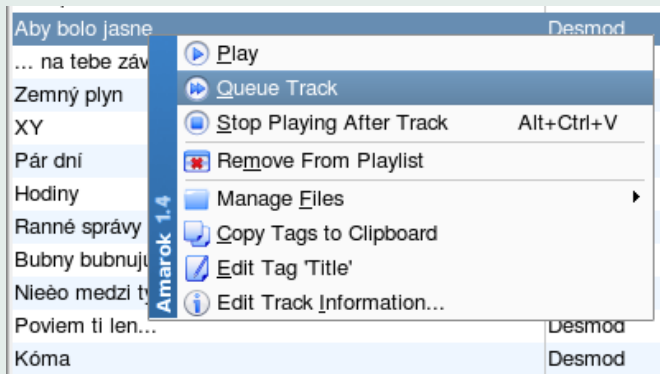 Aby bolo jasne Desmod
... na tebe záv
Zemný plyn
XY
Pár dní
Hodiny
Ranné správy
Bubny bubnuj
Nieèo medzi t
Poviem ti len... Desmod
Kóma Desmod
Amarok 1.4
Play
Queue Track
Stop Playing After Track Alt+Ctrl+V
Remove From Playlist
Manage Files
Copy Tags to Clipboard
Edit Tag 'Title'
Edit Track Information...